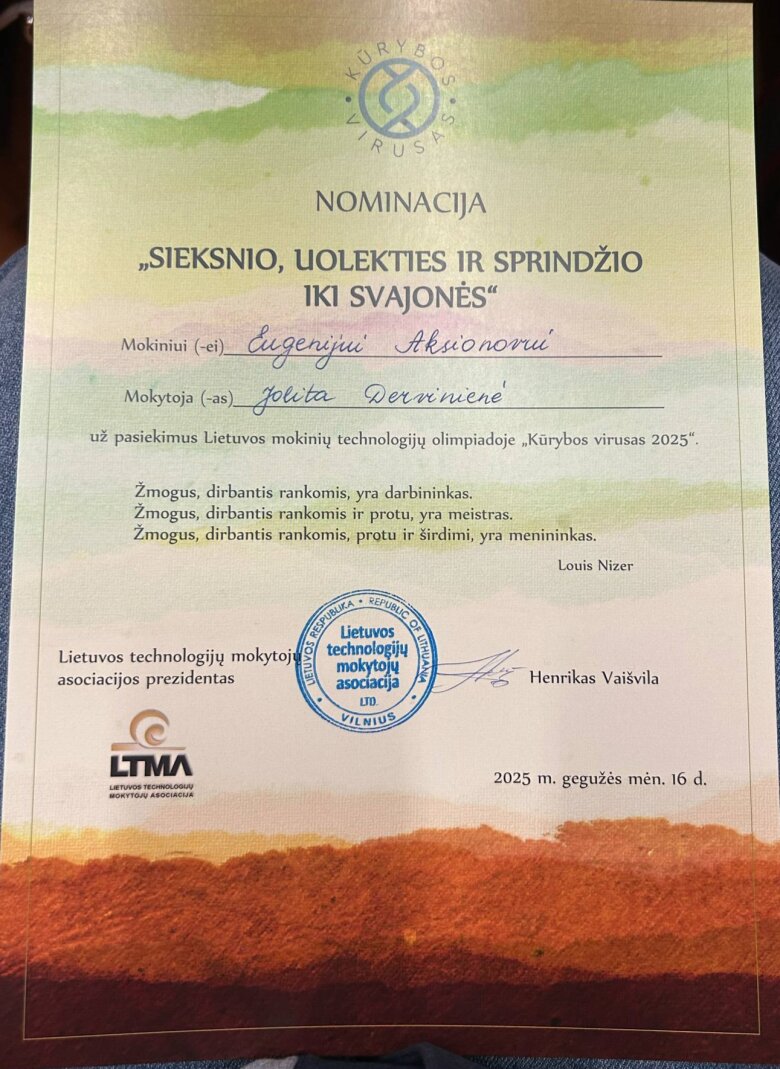 KŪRYBOS VIRUSAS
NOMINACIJA
„SIEKSNIO, UOLEKTIES IR SPRINDŽIO
IKI SVAJONĖS“
Mokiniui (-ei) Eugenijui Aksionovui
Mokytoja (-as) Jolita Dervinienė
už pasiekimus Lietuvos mokinių technologijų olimpiadoje „Kūrybos virusas 2025“.
Žmogus, dirbantis rankomis, yra darbininkas.
Žmogus, dirbantis rankomis ir protu, yra meistras.
Žmogus, dirbantis rankomis, protu ir širdimi, yra menininkas.
Louis Nizer
LIETUVOS RESPUBLIKA • REPUBLIC OF LITHUANIA
Lietuvos
technologijų
mokytojų
asociacija
LTD.
• VILNIUS •
Lietuvos technologijų mokytojų
asociacijos prezidentas
Henrikas Vaišvila
LTMA
LIETUVOS TECHNOLOGIJŲ
MOKYTOJŲ ASOCIACIJA
2025 m. gegužės mėn. 16 d.